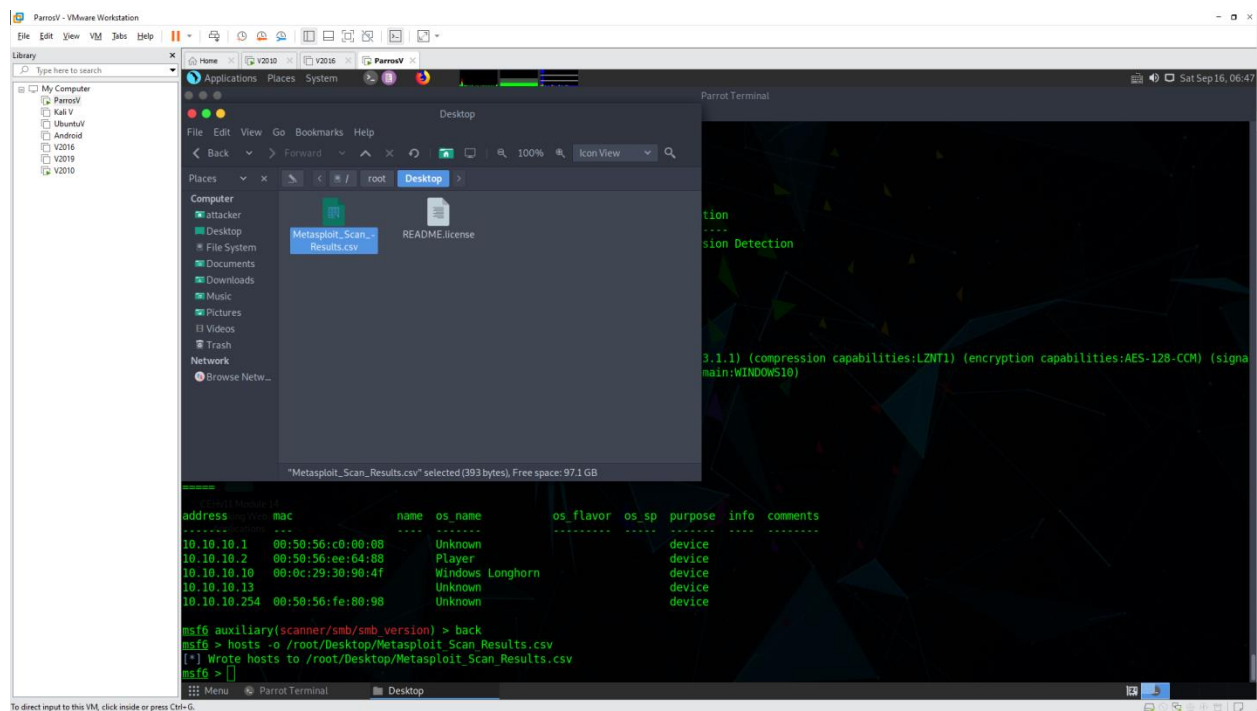 ParrosV - VMware Workstation
File Edit View VM Tabs Help
Library
Type here to search
My Computer
ParrosV
Kali V
UbuntuV
Android
V2016
V2019
V2010
Home V2010 V2016 ParrosV
Applications Places System Sat Sep 16, 06:47
Parrot Terminal
Desktop
File Edit View Go Bookmarks Help
Back Forward 100% Icon View
Places / root Desktop
Computer
attacker
Desktop
File System
Documents
Downloads
Music
Pictures
Videos
Trash
Network
Browse Netw...
Metasploit_Scan_-
Results.csv
README.license
"Metasploit_Scan_Results.csv" selected (393 bytes), Free space: 97.1 GB
tion
----
sion Detection
3.1.1) (compression capabilities:LZNT1) (encryption capabilities:AES-128-CCM) (signa
main:WINDOWS10)
=====
address mac name os_name os_flavor os_sp purpose info comments
------- --- ---- ------- --------- ----- ------- ---- --------
10.10.10.1 00:50:56:c0:00:08 Unknown device
10.10.10.2 00:50:56:ee:64:88 Player device
10.10.10.10 00:0c:29:30:90:4f Windows Longhorn device
10.10.10.13 Unknown device
10.10.10.254 00:50:56:fe:80:98 Unknown device
msf6 auxiliary(scanner/smb/smb_version) > back
msf6 > hosts -o /root/Desktop/Metasploit_Scan_Results.csv
[*] Wrote hosts to /root/Desktop/Metasploit_Scan_Results.csv
msf6 >
Menu Parrot Terminal Desktop
To direct input to this VM, click inside or press Ctrl+G.